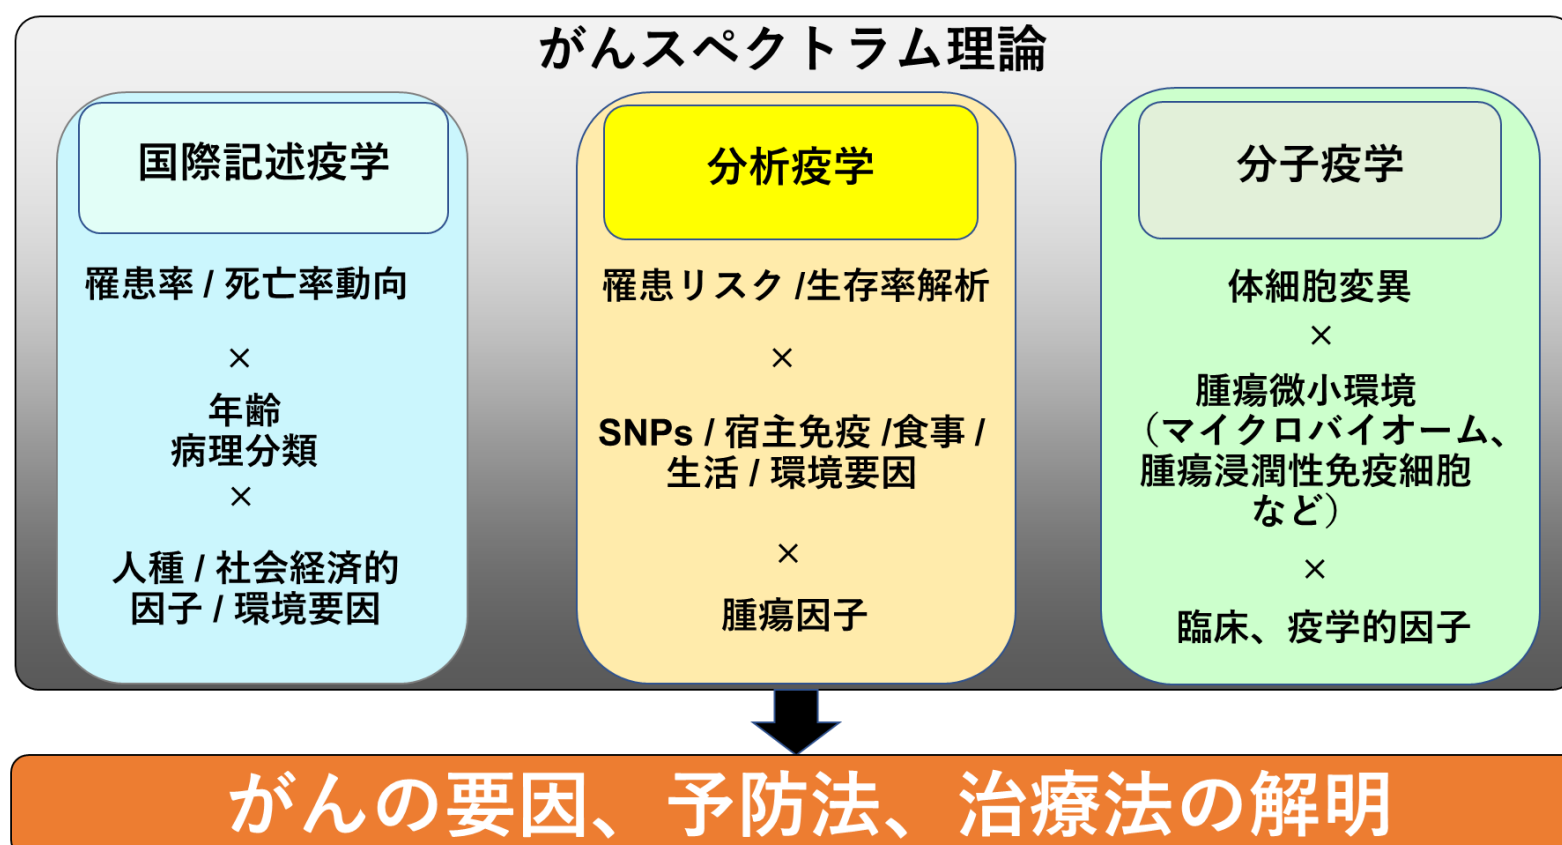 がんスペクトラム理論
国際記述疫学
罹患率 / 死亡率動向
×
年齢
病理分類
×
人種 / 社会経済的
因子 / 環境要因
分析疫学
罹患リスク /生存率解析
×
SNPs / 宿主免疫 /食事 /
生活 / 環境要因
×
腫瘍因子
分子疫学
体細胞変異
×
腫瘍微小環境
（マイクロバイオーム、
腫瘍浸潤性免疫細胞
など）
×
臨床、疫学的因子
がんの要因、予防法、治療法の解明